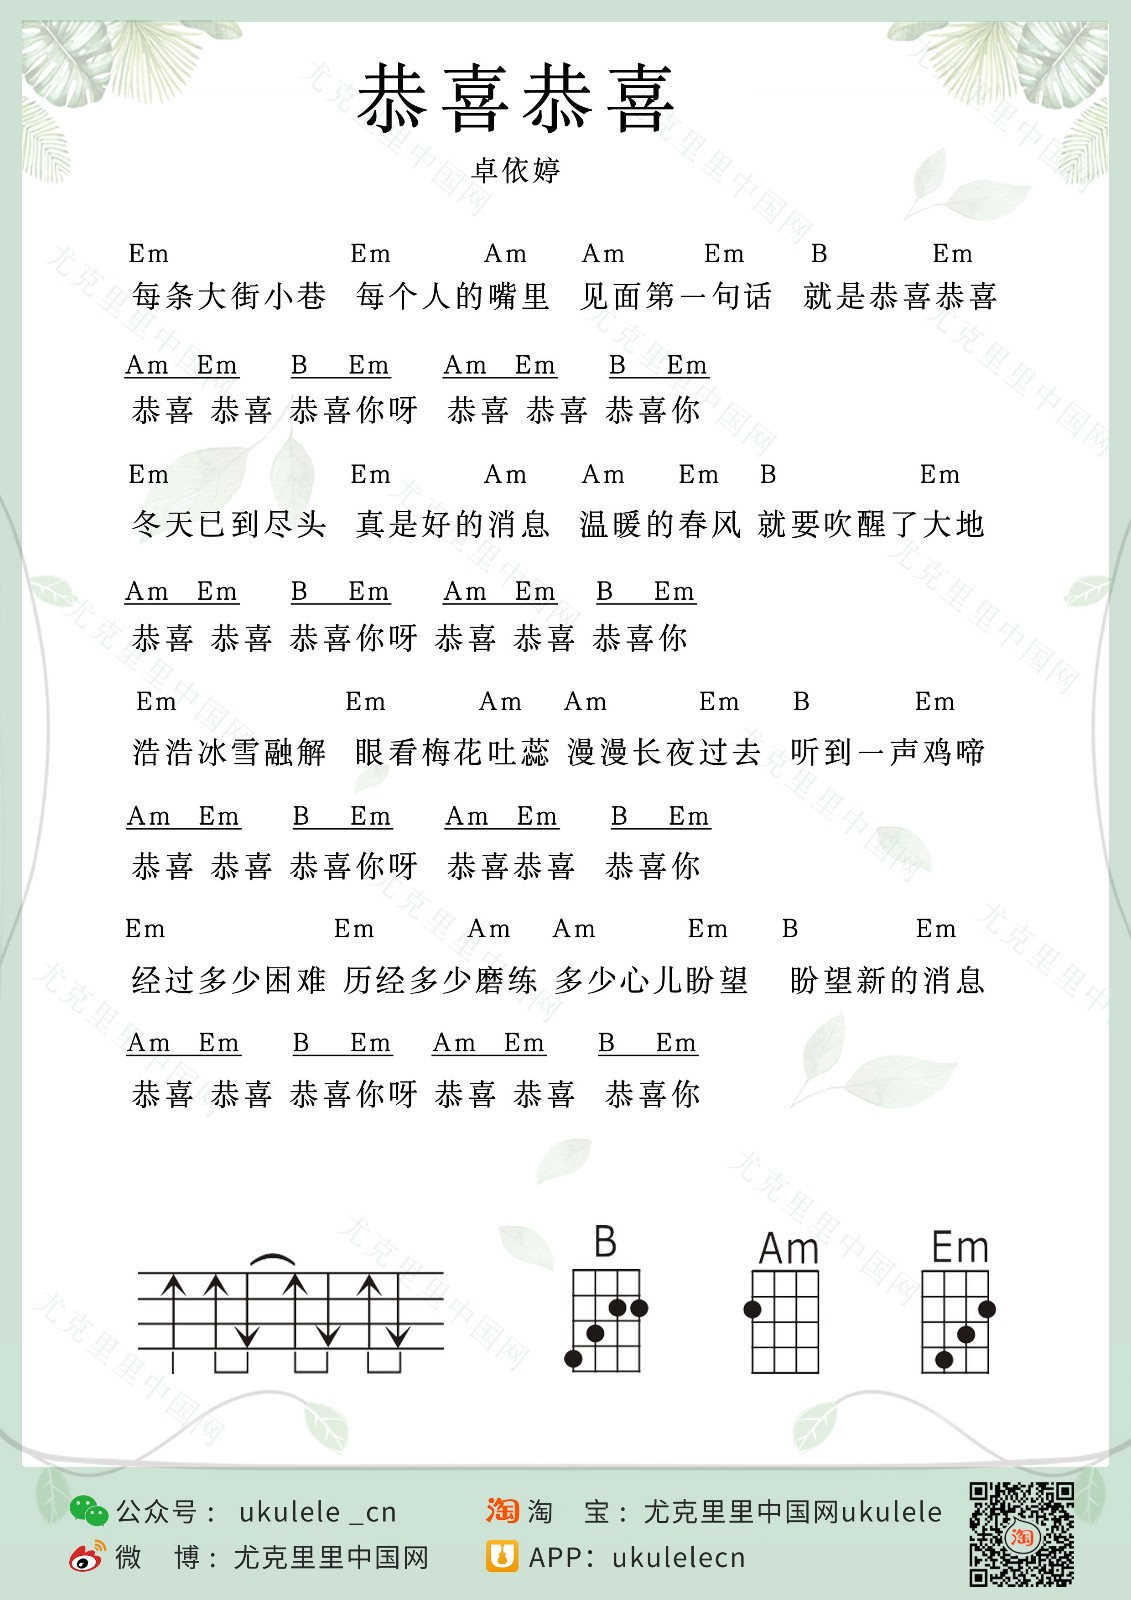 恭喜恭喜
卓依婷
Em Em Am Am Em B Em
每条大街小巷 每个人的嘴里 见面第一句话 就是恭喜恭喜
Am Em B Em Am Em B Em
恭喜 恭喜 恭喜你呀 恭喜 恭喜 恭喜你
Em Em Am Am Em B Em
冬天已到尽头 真是好的消息 温暖的春风 就要吹醒了大地
Am Em B Em Am Em B Em
恭喜 恭喜 恭喜你呀 恭喜 恭喜 恭喜你
Em Em Am Am Em B Em
浩浩冰雪融解 眼看梅花吐蕊 漫漫长夜过去 听到一声鸡啼
Am Em B Em Am Em B Em
恭喜 恭喜 恭喜你呀 恭喜恭喜 恭喜你
Em Em Am Am Em B Em
经过多少困难 历经多少磨练 多少心儿盼望 盼望新的消息
Am Em B Em Am Em B Em
恭喜 恭喜 恭喜你呀 恭喜 恭喜 恭喜你
B Am Em
公众号： ukulele _cn 淘 淘 宝: 尤克里里中国网ukulele
微 博: 尤克里里中国网 APP: ukulelecn
淘
尤克里里中国网